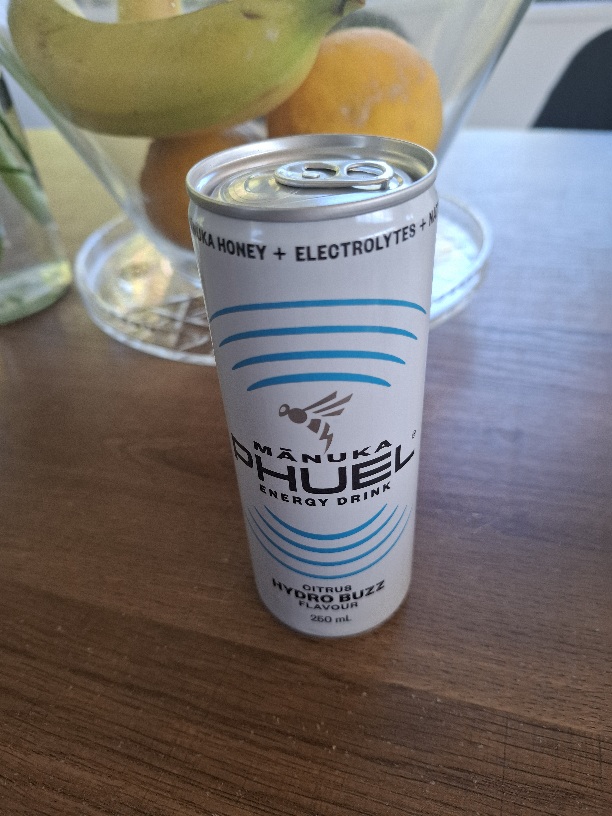 HONEY + ELECTROLYTES +
MĀNUKA
PHUEL®
ENERGY DRINK
CITRUS
HYDRO BUZZ
FLAVOUR
250 mL